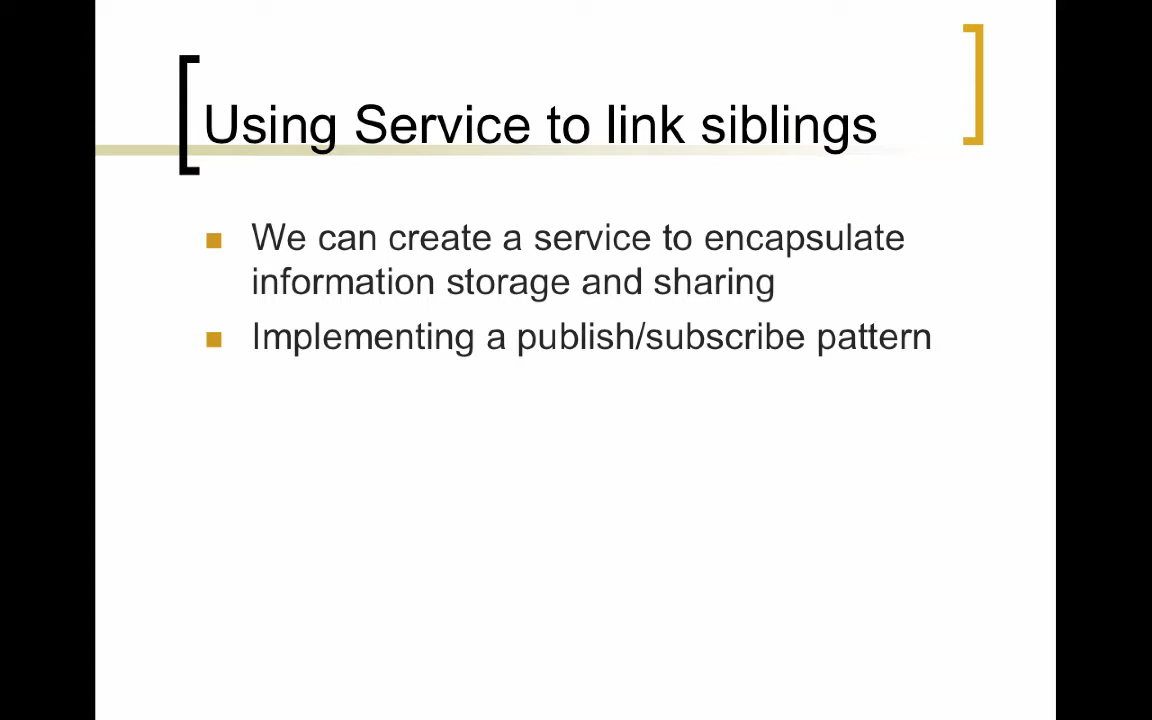 Using Service to link siblings
We can create a service to encapsulate
information storage and sharing
Implementing a publish/subscribe pattern